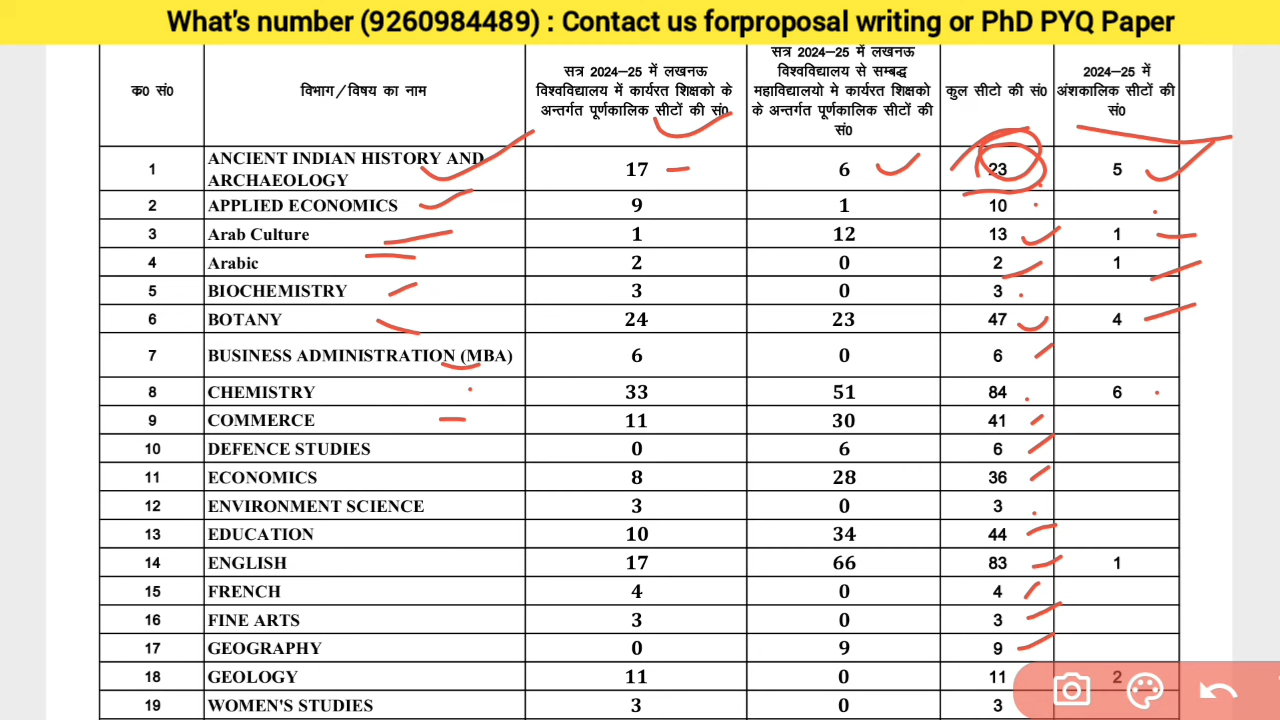 What's number (9260984489) : Contact us forproposal writing or PhD PYQ Paper
क्र0 सं0
विभाग/विषय का नाम
सत्र 2024–25 में लखनऊ
विश्वविद्यालय में कार्यरत शिक्षको के
अन्तर्गत पूर्णकालिक सीटों की सं0
सत्र 2024-25 में लखनऊ
विश्वविद्यालय से सम्बद्ध
महाविद्यालयो मे कार्यरत शिक्षको
के अन्तर्गत पूर्णकालिक सीटों की
सं0
कुल सीटो की सं0
2024-25 में
अंशकालिक सीटों की
सं0
1 ANCIENT INDIAN HISTORY AND ARCHAEOLOGY 17 6 23 5
2 APPLIED ECONOMICS 9 1 10
3 Arab Culture 1 12 13 1
4 Arabic 2 0 2 1
5 BIOCHEMISTRY 3 0 3
6 BOTANY 24 23 47 4
7 BUSINESS ADMINISTRATION (MBA) 6 0 6
8 CHEMISTRY 33 51 84 6
9 COMMERCE 11 30 41
10 DEFENCE STUDIES 0 6 6
11 ECONOMICS 8 28 36
12 ENVIRONMENT SCIENCE 3 0 3
13 EDUCATION 10 34 44
14 ENGLISH 17 66 83 1
15 FRENCH 4 0 4
16 FINE ARTS 3 0 3
17 GEOGRAPHY 0 9 9
18 GEOLOGY 11 0 11 2
19 WOMEN'S STUDIES 3 0 3